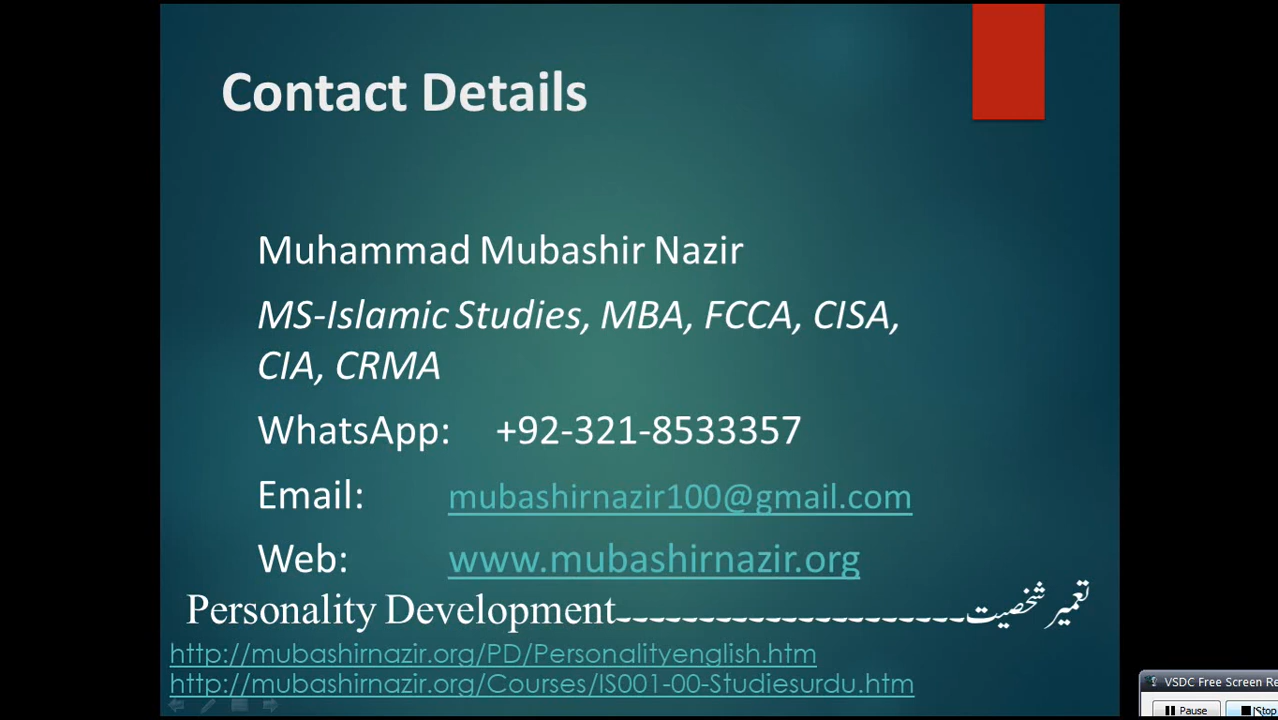 Contact Details
Muhammad Mubashir Nazir
MS-Islamic Studies, MBA, FCCA, CISA,
CIA, CRMA
WhatsApp: +92-321-8533357
Email: mubashirnazir100@gmail.com
Web: www.mubashirnazir.org
Personality Development---------------------تعمیر شخصیت
http://mubashirnazir.org/PD/Personalityenglish.htm
http://mubashirnazir.org/Courses/IS001-00-Studiesurdu.htm
VSDC Free Screen Re
Pause Stop